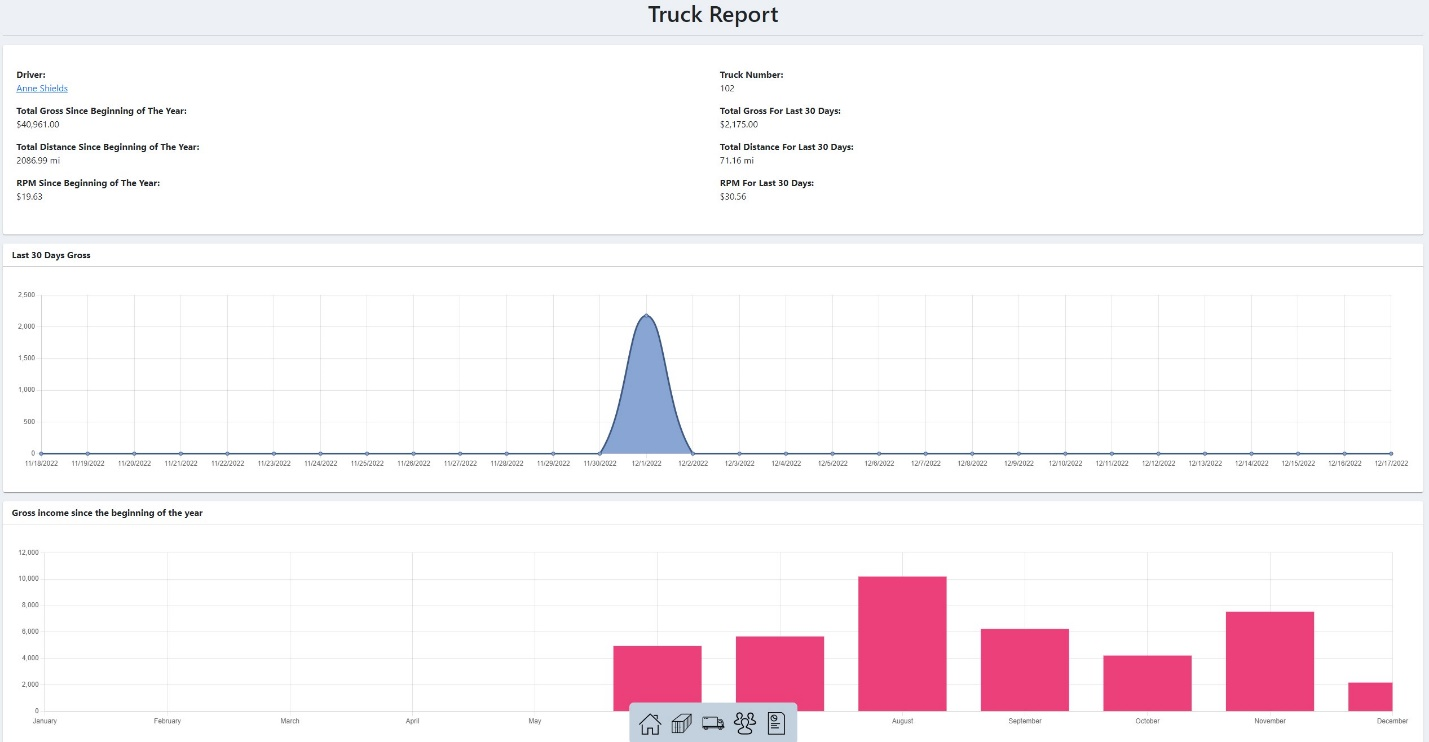 Truck Report
Driver:
Anne Shields
Truck Number:
102
Total Gross Since Beginning of The Year:
$40,961.00
Total Gross For Last 30 Days:
$2,175.00
Total Distance Since Beginning of The Year:
2086.99 mi
Total Distance For Last 30 Days:
71.16 mi
RPM Since Beginning of The Year:
$19.63
RPM For Last 30 Days:
$30.56
Last 30 Days Gross
2,500
2,000
1,500
1,000
500
0
11/18/2022 11/19/2022 11/20/2022 11/21/2022 11/22/2022 11/23/2022 11/24/2022 11/25/2022 11/26/2022 11/27/2022 11/28/2022 11/29/2022 11/30/2022 12/1/2022 12/2/2022 12/3/2022 12/4/2022 12/5/2022 12/6/2022 12/7/2022 12/8/2022 12/9/2022 12/10/2022 12/11/2022 12/12/2022 12/13/2022 12/14/2022 12/15/2022 12/16/2022 12/17/2022
Gross income since the beginning of the year
12,000
10,000
8,000
6,000
4,000
2,000
0
January February March April May August September October November December